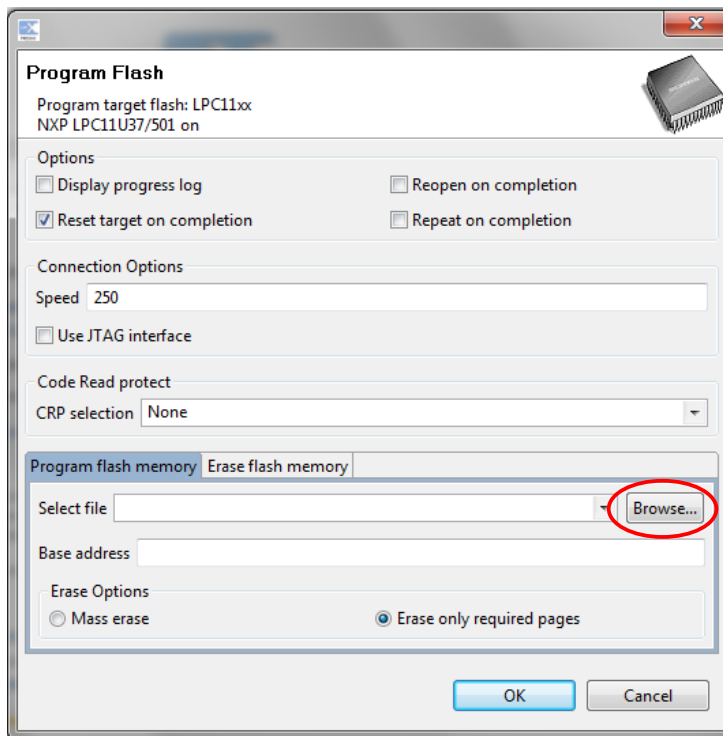 Program Flash
Program target flash: LPC11xx
NXP LPC11U37/501 on
Options
Display progress log
Reopen on completion
Reset target on completion
Repeat on completion
Connection Options
Speed 250
Use JTAG interface
Code Read protect
CRP selection None
Program flash memory Erase flash memory
Select file Browse...
Base address
Erase Options
Mass erase
Erase only required pages
OK Cancel